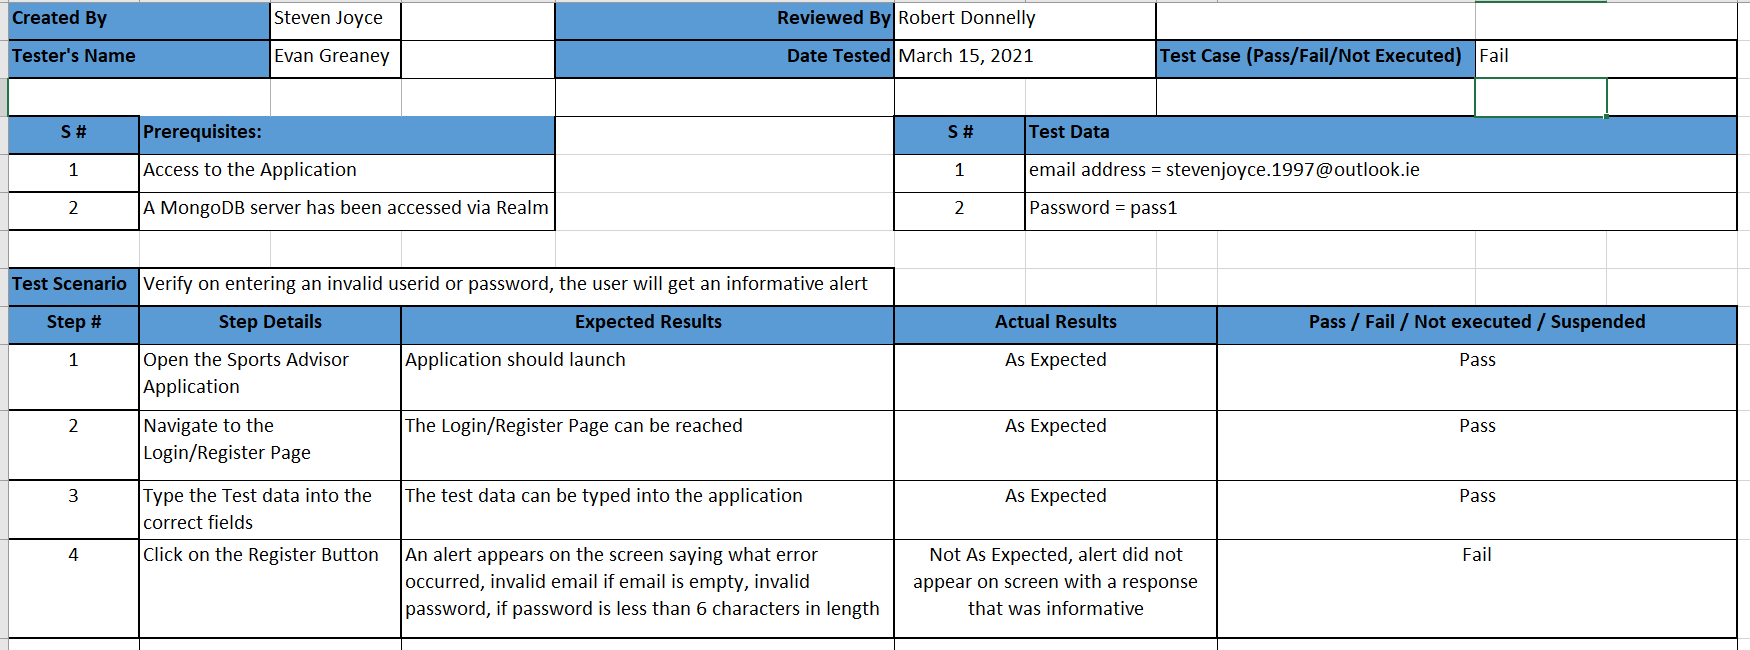 Created By Steven Joyce Reviewed By Robert Donnelly
Tester's Name Evan Greaney Date Tested March 15, 2021 Test Case (Pass/Fail/Not Executed) Fail
S # Prerequisites: S # Test Data
1 Access to the Application 1 email address = stevenjoyce.1997@outlook.ie
2 A MongoDB server has been accessed via Realm 2 Password = pass1
Test Scenario Verify on entering an invalid userid or password, the user will get an informative alert
Step # Step Details Expected Results Actual Results Pass / Fail / Not executed / Suspended
1 Open the Sports Advisor Application should launch As Expected Pass
Application
2 Navigate to the The Login/Register Page can be reached As Expected Pass
Login/Register Page
3 Type the Test data into the The test data can be typed into the application As Expected Pass
correct fields
4 Click on the Register Button An alert appears on the screen saying what error Not As Expected, alert did not Fail
occurred, invalid email if email is empty, invalid appear on screen with a response
password, if password is less than 6 characters in length that was informative